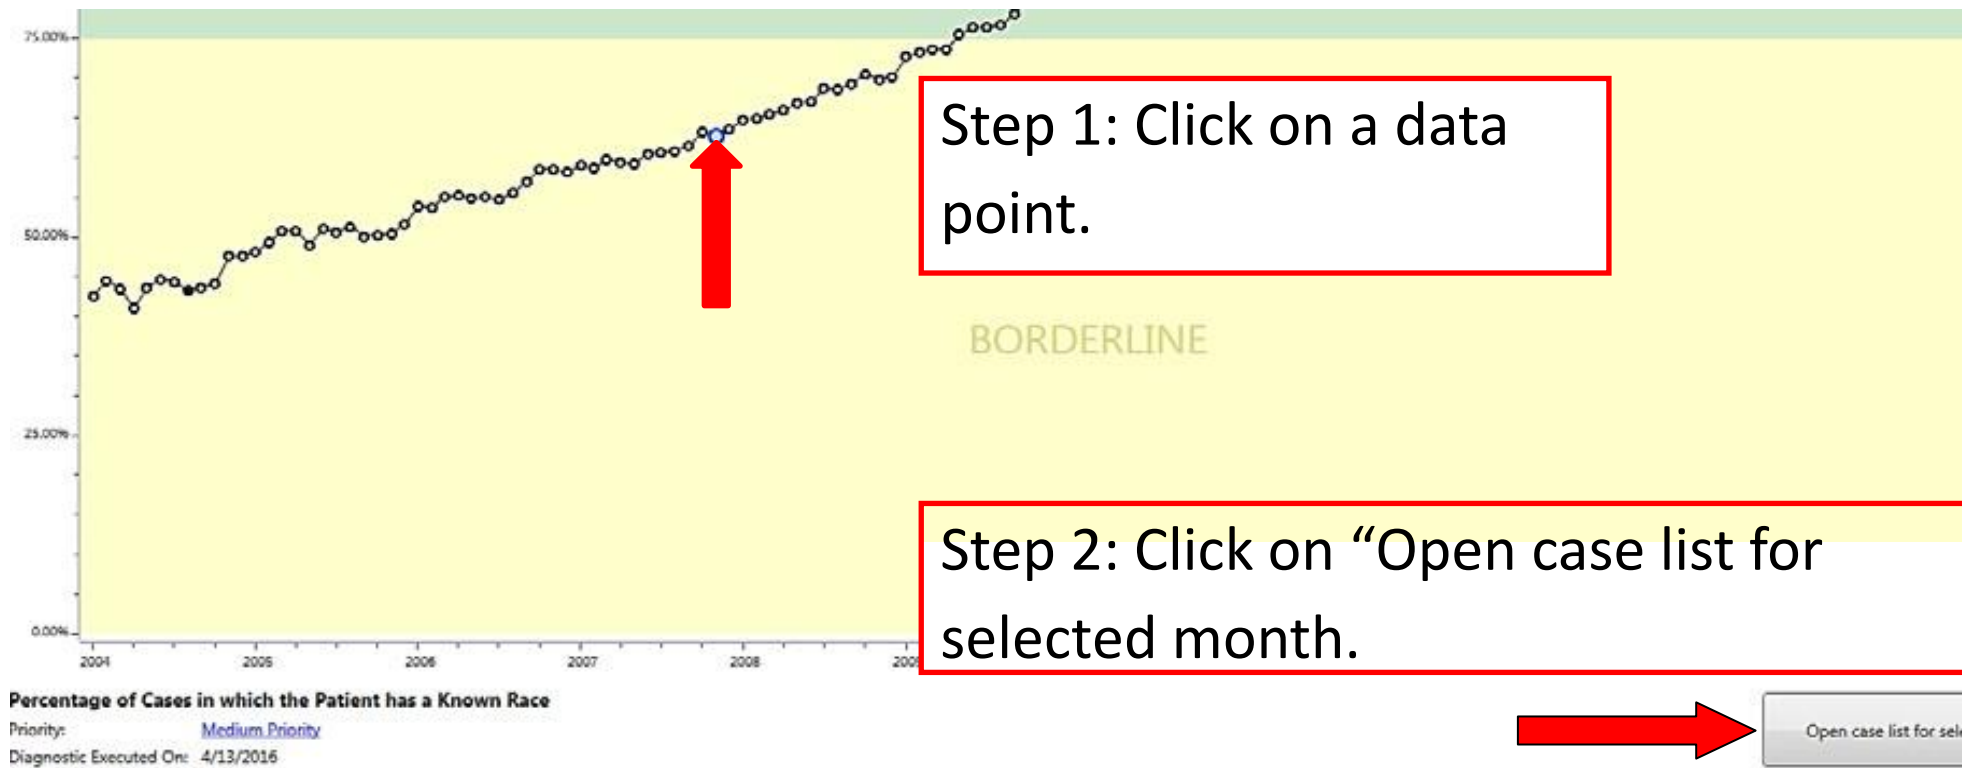 75.00%
Step 1: Click on a data
point.
50.00%
BORDERLINE
25.00%
Step 2: Click on “Open case list for
selected month.
0.00%
2004 2005 2006 2007 2008
Percentage of Cases in which the Patient has a Known Race
Priority: Medium Priority
Open case list for
Diagnostic Executed On: 4/13/2016